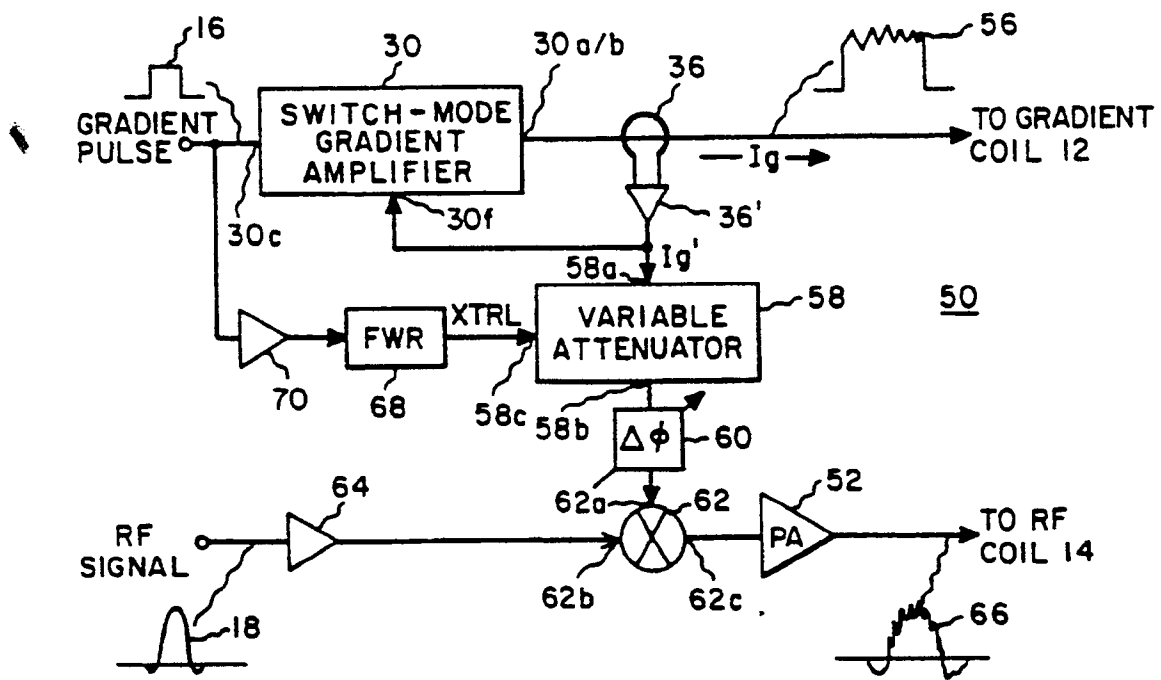 16
30
30a/b
36
56
GRADIENT
PULSE
SWITCH-MODE
GRADIENT
AMPLIFIER
TO GRADIENT
COIL 12
Ig
30c
30f
36'
Ig'
58a
58
50
XTRL
FWR
VARIABLE
ATTENUATOR
70
68
58c
58b
Δϕ
60
64
62a
62
52
RF
SIGNAL
PA
TO RF
COIL 14
62b
62c
18
66